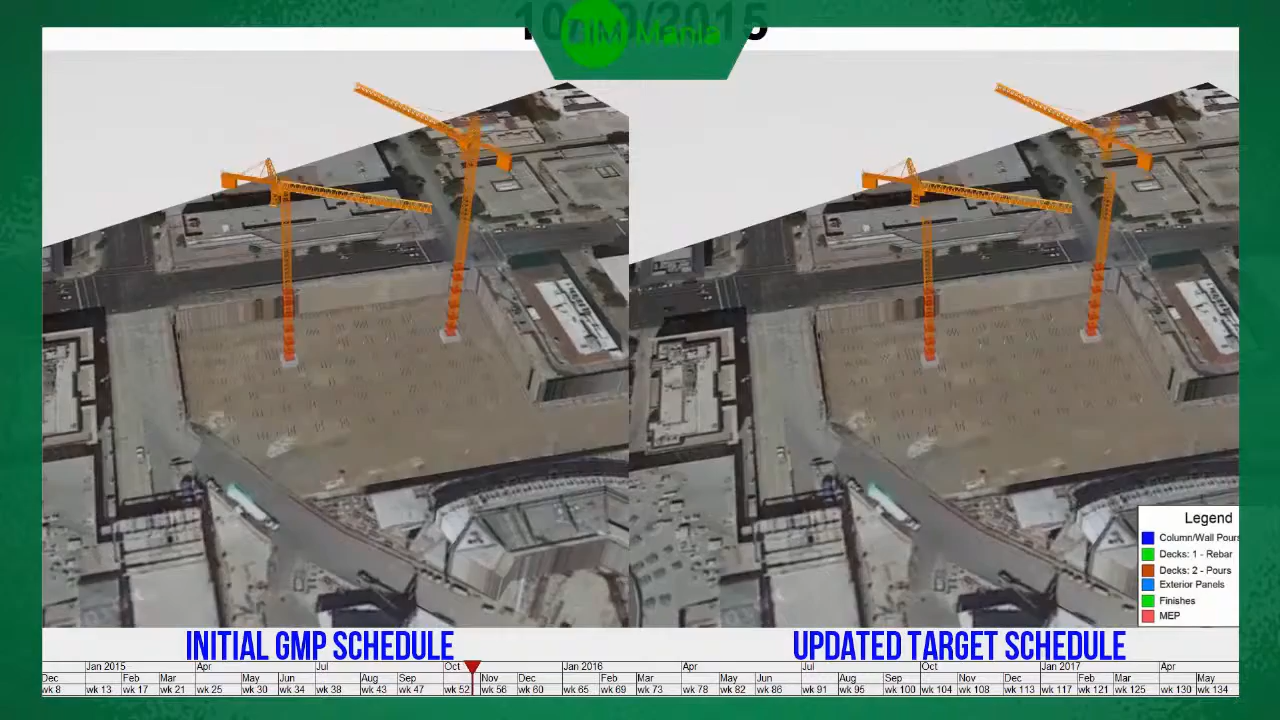 BIM Mania
Legend
Column/Wall Pours
Decks: 1 - Rebar
Decks: 2 - Pours
Exterior Panels
Finishes
MEP
INITIAL GMP SCHEDULE
UPDATED TARGET SCHEDULE
Jan 2015 Apr Jul Oct Jan 2016 Apr Jul Oct Jan 2017 Apr
Dec Feb Mar May Jun Aug Sep Nov Dec Feb Mar May Jun Aug Sep Nov Dec Feb Mar May
wk 8 wk 13 wk 17 wk 21 wk 25 wk 30 wk 34 wk 38 wk 43 wk 47 wk 52 wk 56 wk 60 wk 65 wk 69 wk 73 wk 78 wk 82 wk 86 wk 91 wk 95 wk 100 wk 104 wk 108 wk 113 wk 117 wk 121 wk 125 wk 130 wk 134